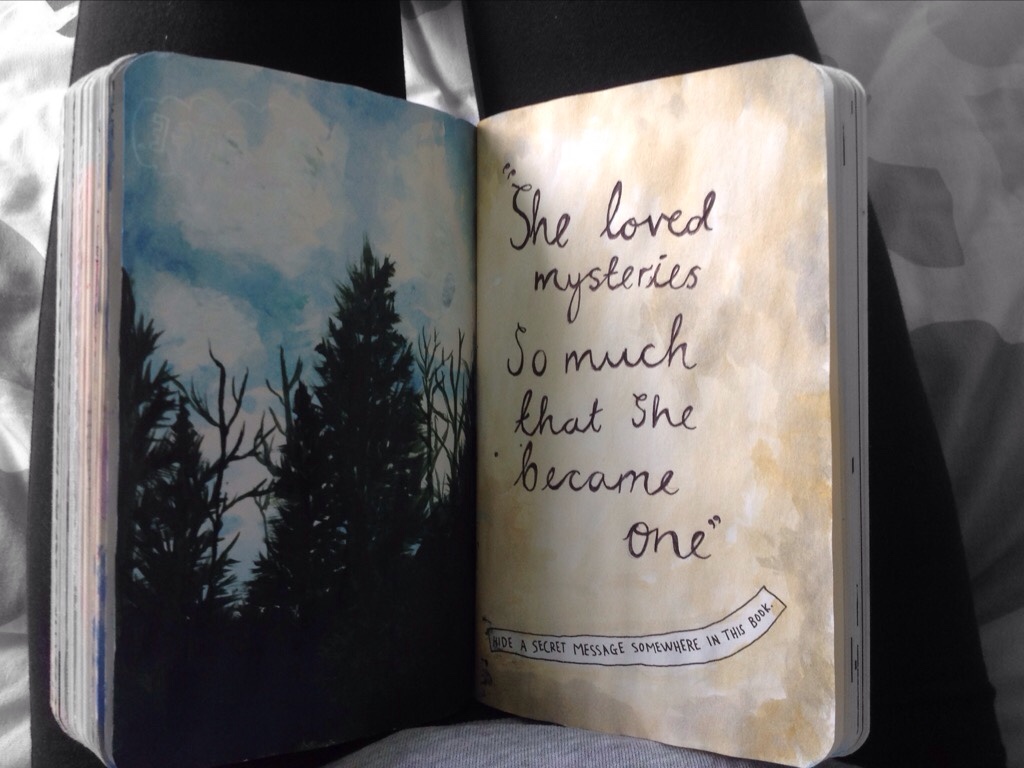 "She loved
mysteries
So much
that She
became
one"
HIDE A SECRET MESSAGE SOMEWHERE IN THIS BOOK.